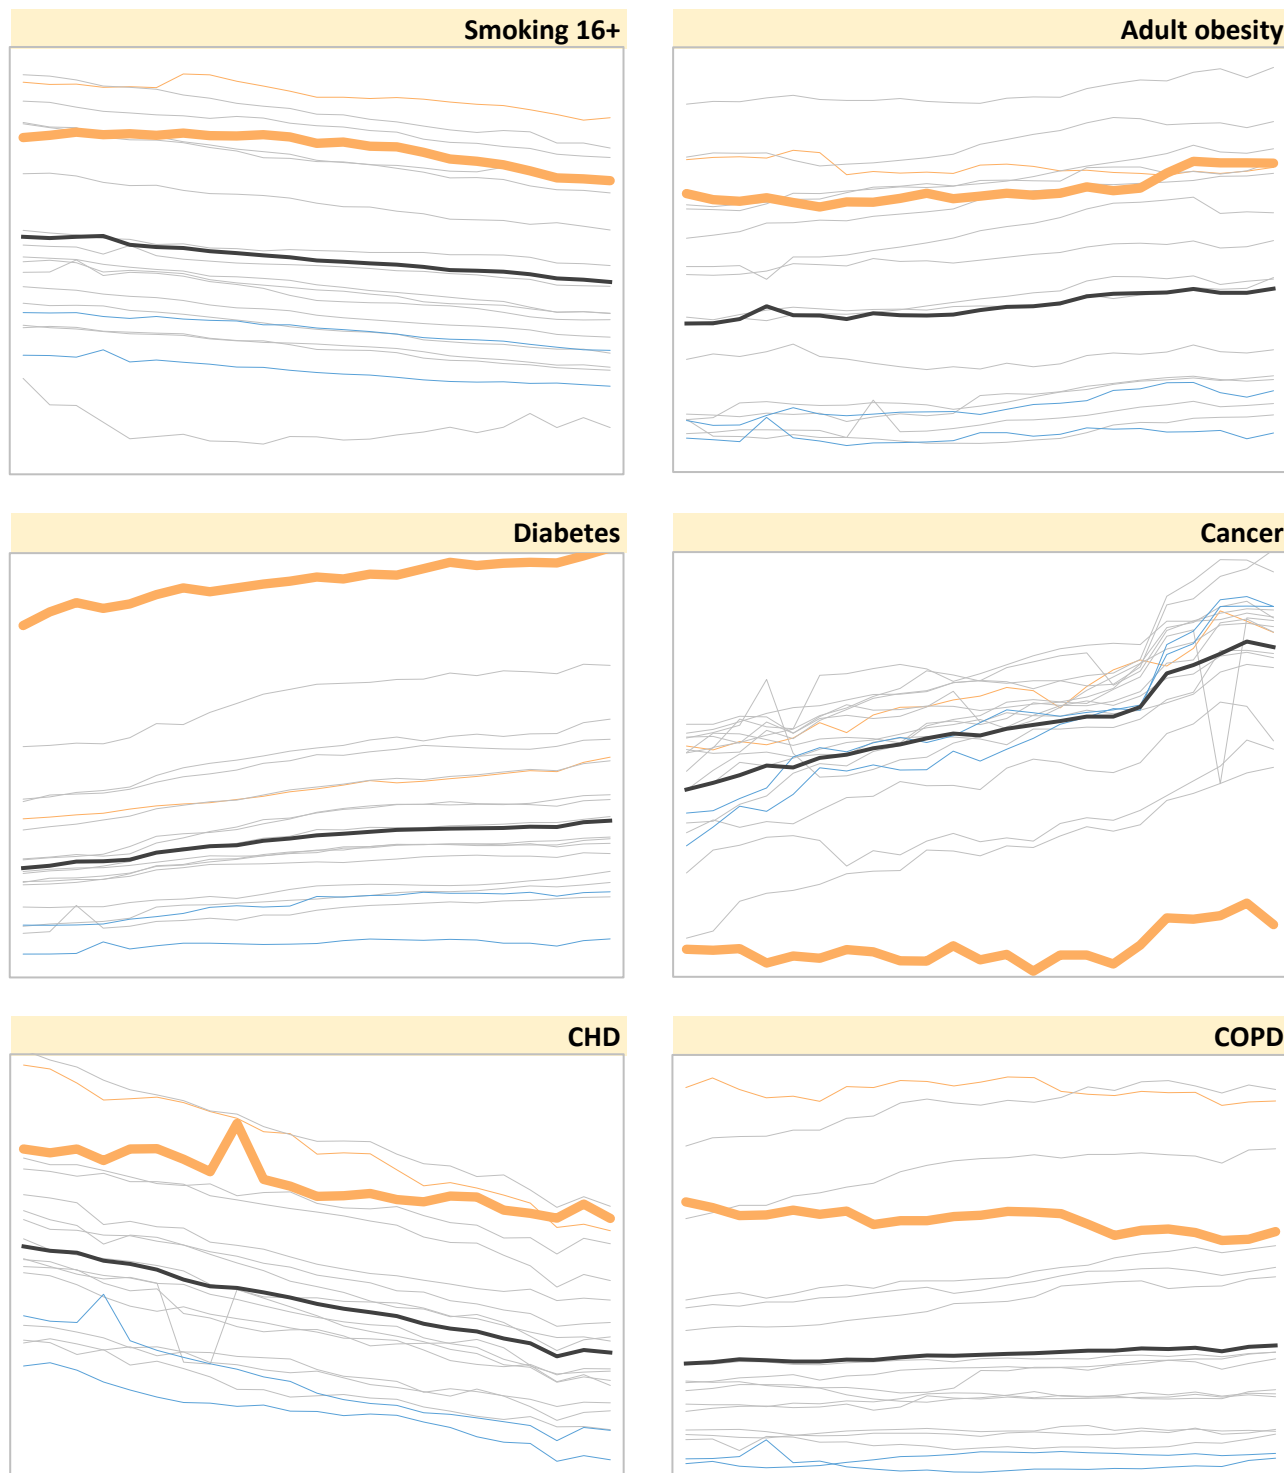 Smoking 16+
Adult obesity
Diabetes
Cancer
CHD
COPD